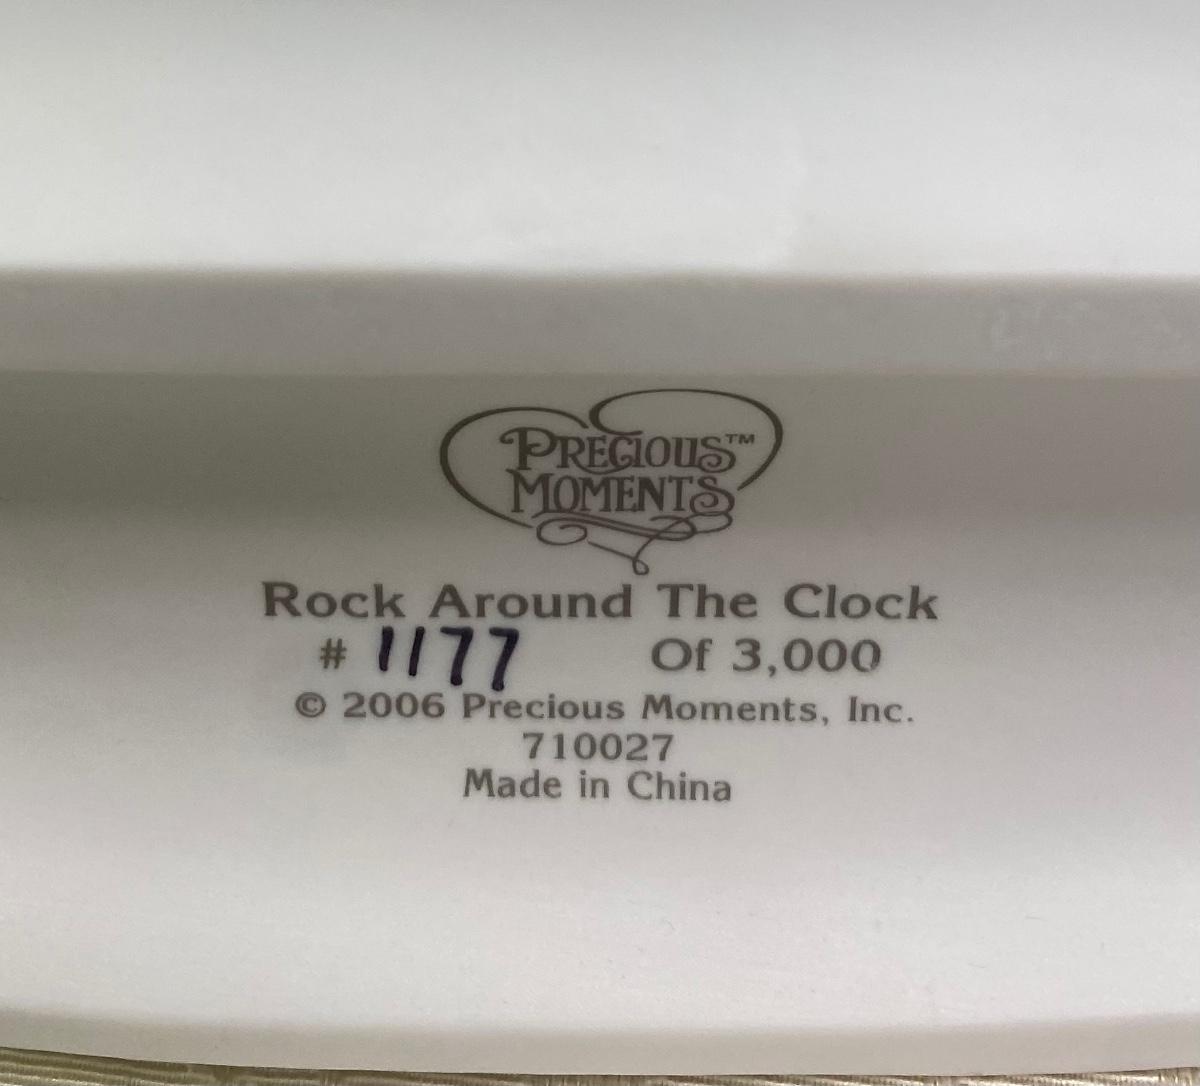 PRECIOUS™
MOMENTS
Rock Around The Clock
# 1177 Of 3,000
© 2006 Precious Moments, Inc.
710027
Made in China